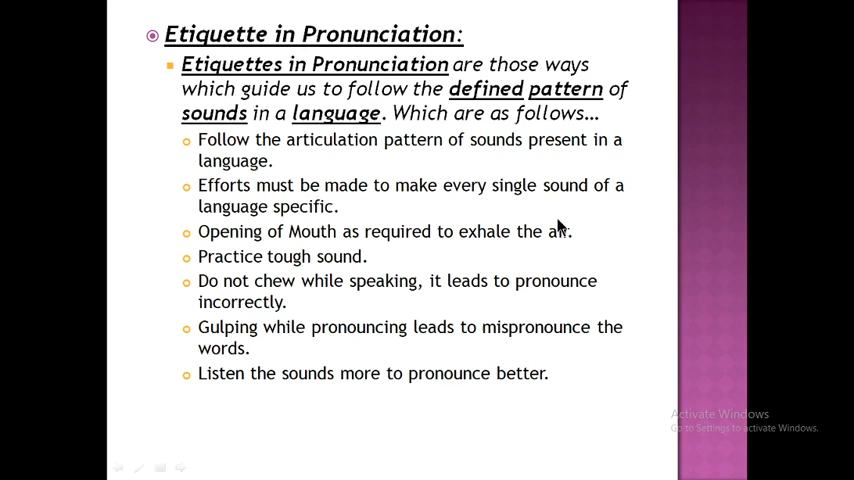 Etiquette in Pronunciation:
Etiquettes in Pronunciation are those ways
which guide us to follow the defined pattern of
sounds in a language. Which are as follows...
Follow the articulation pattern of sounds present in a
language.
Efforts must be made to make every single sound of a
language specific.
Opening of Mouth as required to exhale the air.
Practice tough sound.
Do not chew while speaking, it leads to pronounce
incorrectly.
Gulping while pronouncing leads to mispronounce the
words.
Listen the sounds more to pronounce better.
Activate Windows
Go to Settings to activate Windows.